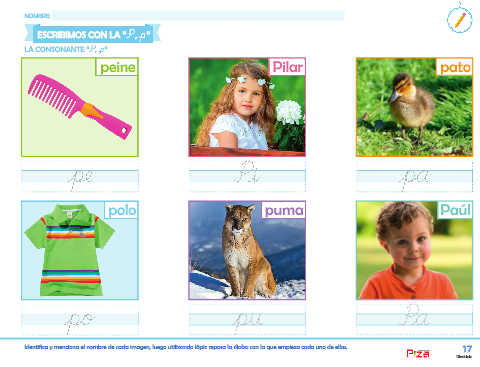 NOMBRE
ESCRIBIMOS CON LA "P, p"
LA CONSONANTE "P, p"
peine
Pilar
pato
pe
Pi
pa
polo
puma
Paúl
po
pu
Pa
Identifica y menciona el nombre de cada imagen, luego utilizando lápiz repasa la sílaba con la que empieza cada uno de ellos.
17